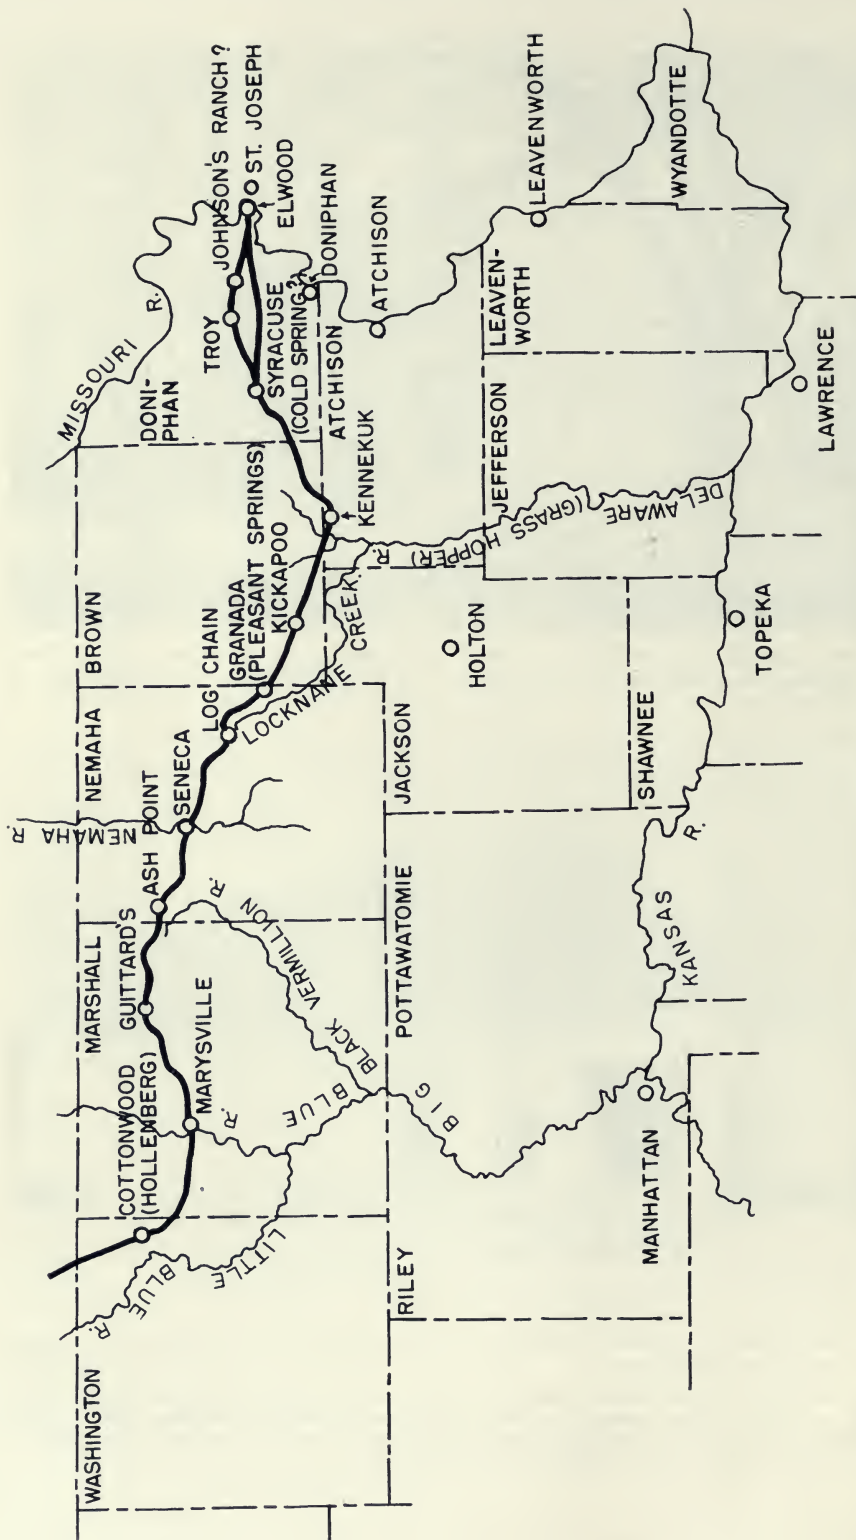 WASHINGTON
MARSHALL
NEMAHA
BROWN
MISSOURI R.
DONI-
PHAN
NEMAHA R.
COTTONWOOD
(HOLLENBERG)
GUITTARD'S
MARYSVILLE
ASH POINT
SENECA
LOG CHAIN
GRANADA
(PLEASANT SPRINGS)
KICKAPOO
KENNEKUK
TROY
SYRACUSE
(COLD SPRING?)
JOHNSON'S RANCH?
ST. JOSEPH
ELWOOD
DONIPHAN
ATCHISON
ATCHISON
R.
LITTLE
BLUE
R.
BIG
BLUE
R.
BLACK VERMILLION
R.
LOCKNANE CREEK
DELAWARE (GRASS HOPPER) R.
RILEY
POTTAWATOMIE
JACKSON
HOLTON
JEFFERSON
LEAVEN-
WORTH
LEAVENWORTH
WYANDOTTE
SHAWNEE
MANHATTAN
KANSAS R.
TOPEKA
LAWRENCE